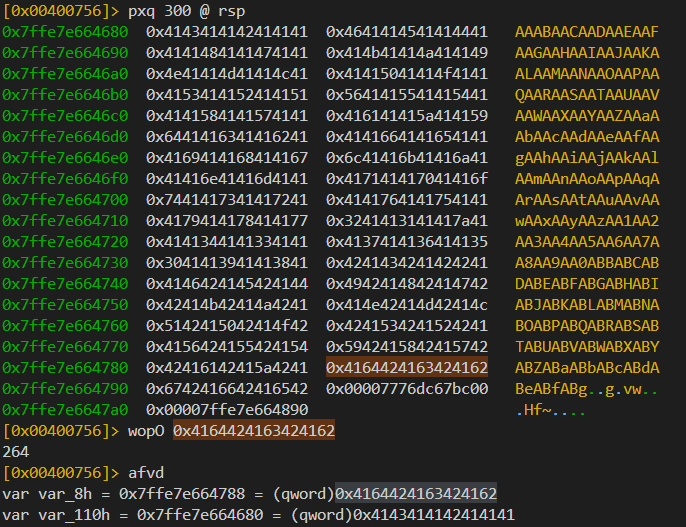 [0x00400756]> pxq 300 @ rsp
0x7ffe7e664680 0x4143414142414141 0x4641414541414441 AAABAACAADAAEAAF
0x7ffe7e664690 0x4141484141474141 0x414b41414a414149 AAGAAHAAIAAJAAKA
0x7ffe7e6646a0 0x4e41414d41414c41 0x41415041414f4141 ALAAMAANAAOAAPAA
0x7ffe7e6646b0 0x4153414152414151 0x5641415541415441 QAARAASAATAAUAAV
0x7ffe7e6646c0 0x4141584141574141 0x416141415a414159 AAWAAXAAYAAZAAaA
0x7ffe7e6646d0 0x6441416341416241 0x4141664141654141 AbAAcAAdAAeAAfAA
0x7ffe7e6646e0 0x4169414168414167 0x6c41416b41416a41 gAAhAAiAAjAAkAAl
0x7ffe7e6646f0 0x41416e41416d4141 0x417141417041416f AAmAAnAAoAApAAqA
0x7ffe7e664700 0x7441417341417241 0x4141764141754141 ArAAsAAtAAuAAvAA
0x7ffe7e664710 0x4179414178414177 0x3241413141417a41 wAAxAAyAAzAA1AA2
0x7ffe7e664720 0x4141344141334141 0x4137414136414135 AA3AA4AA5AA6AA7A
0x7ffe7e664730 0x3041413941413841 0x4241434241424241 A8AA9AA0ABBABCAB
0x7ffe7e664740 0x4146424145424144 0x4942414842414742 DABEABFABGABHABI
0x7ffe7e664750 0x42414b42414a4241 0x414e42414d42414c ABJABKABLABMABNA
0x7ffe7e664760 0x5142415042414f42 0x4241534241524241 BOABPABQABRABSAB
0x7ffe7e664770 0x4156424155424154 0x5942415842415742 TABUABVABWABXABY
0x7ffe7e664780 0x42416142415a4241 0x4164424163424162 ABZABaABbABcABdA
0x7ffe7e664790 0x6742416642416542 0x00007776dc67bc00 BeABfABg..g.vw..
0x7ffe7e6647a0 0x00007ffe7e664890 .Hf~....
[0x00400756]> wopO 0x4164424163424162
264
[0x00400756]> afvd
var var_8h = 0x7ffe7e664788 = (qword)0x4164424163424162
var var_110h = 0x7ffe7e664680 = (qword)0x4143414142414141